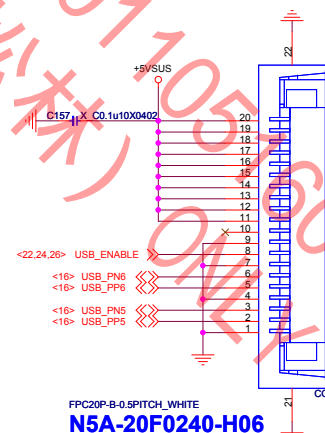 22
+5VSUS
C157 X C0.1u10X0402
20
19
18
17
16
15
14
13
12
11
10
9
<22,24,26> USB_ENABLE 8
7
<16> USB_PN6 6
<16> USB_PP6 5
4
<16> USB_PN5 3
<16> USB_PP5 2
1
21
FPC20P-B-0.5PITCH_WHITE
N5A-20F0240-H06
01105160
林) ONLY